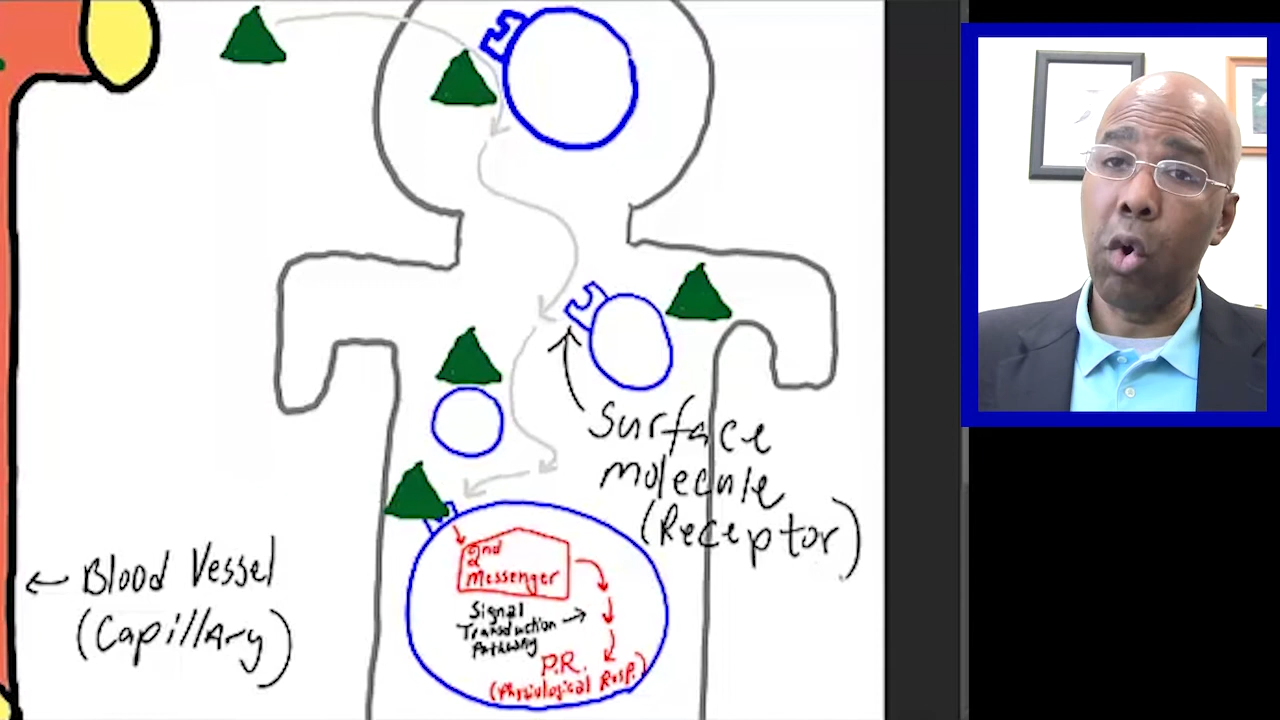 Surface
molecule
(Receptor)
← Blood Vessel
(Capillary)
2nd
Messenger
Signal
Transduction →
Pathway
P.R.
(Physiological Resp.)